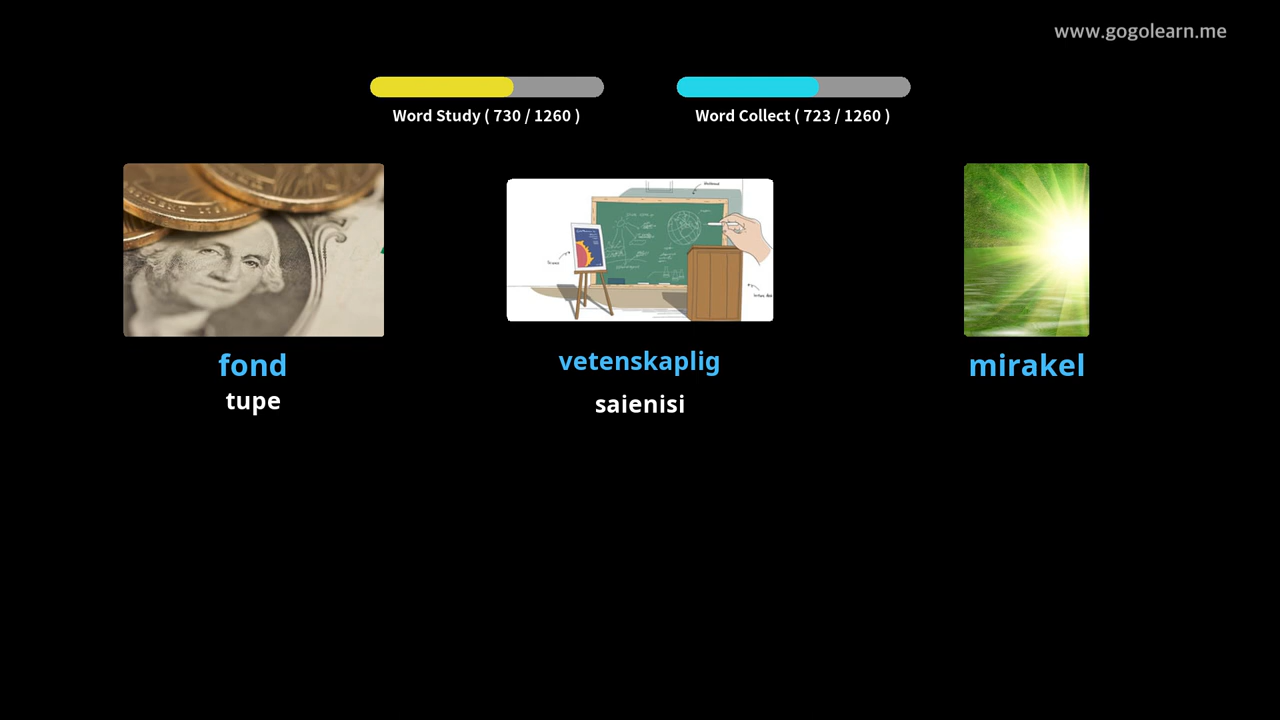 www.gogolearn.me
Word Study ( 730 / 1260 )
Word Collect ( 723 / 1260 )
fond
tupe
vetenskaplig
saienisi
mirakel